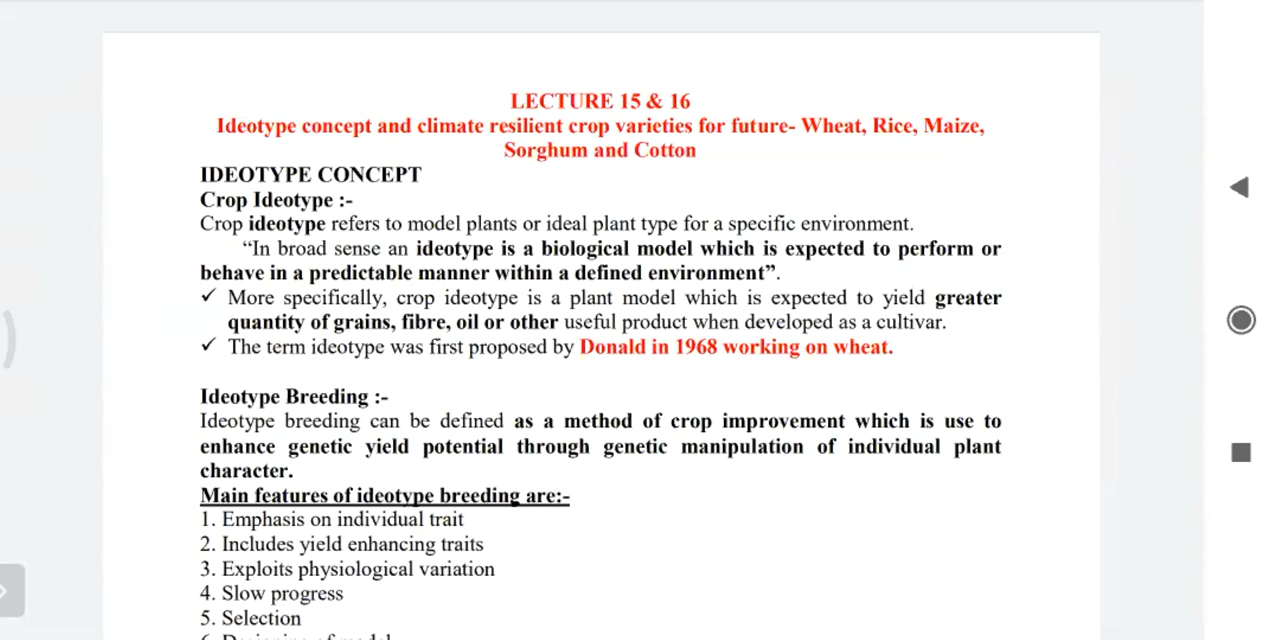 LECTURE 15 & 16
Ideotype concept and climate resilient crop varieties for future- Wheat, Rice, Maize,
Sorghum and Cotton
IDEOTYPE CONCEPT
Crop Ideotype :-
Crop ideotype refers to model plants or ideal plant type for a specific environment.
“In broad sense an ideotype is a biological model which is expected to perform or
behave in a predictable manner within a defined environment”.
✓ More specifically, crop ideotype is a plant model which is expected to yield greater
quantity of grains, fibre, oil or other useful product when developed as a cultivar.
✓ The term ideotype was first proposed by Donald in 1968 working on wheat.
Ideotype Breeding :-
Ideotype breeding can be defined as a method of crop improvement which is use to
enhance genetic yield potential through genetic manipulation of individual plant
character.
Main features of ideotype breeding are:-
1. Emphasis on individual trait
2. Includes yield enhancing traits
3. Exploits physiological variation
4. Slow progress
5. Selection